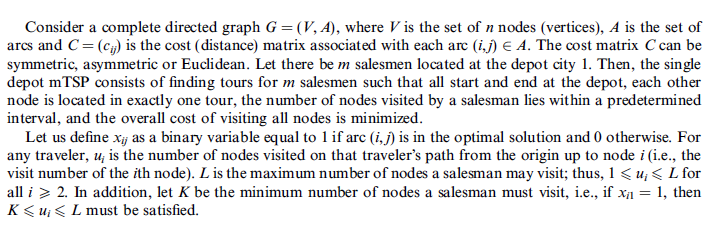 Consider a complete directed graph G = (V, A), where V is the set of n nodes (vertices), A is the set of
arcs and C = (cij) is the cost (distance) matrix associated with each arc (i,j) ∈ A. The cost matrix C can be
symmetric, asymmetric or Euclidean. Let there be m salesmen located at the depot city 1. Then, the single
depot mTSP consists of finding tours for m salesmen such that all start and end at the depot, each other
node is located in exactly one tour, the number of nodes visited by a salesman lies within a predetermined
interval, and the overall cost of visiting all nodes is minimized.
Let us define xij as a binary variable equal to 1 if arc (i,j) is in the optimal solution and 0 otherwise. For
any traveler, ui is the number of nodes visited on that traveler's path from the origin up to node i (i.e., the
visit number of the ith node). L is the maximum number of nodes a salesman may visit; thus, 1 ⩽ ui ⩽ L for
all i ⩾ 2. In addition, let K be the minimum number of nodes a salesman must visit, i.e., if xi1 = 1, then
K ⩽ ui ⩽ L must be satisfied.